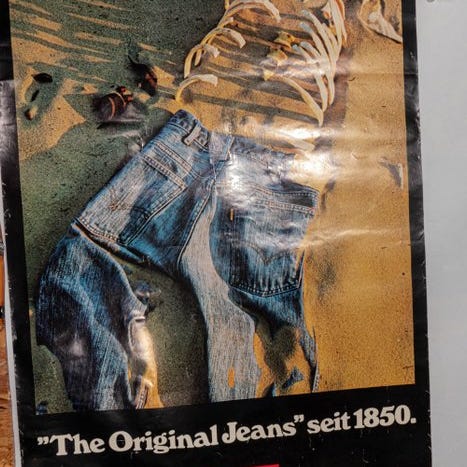 "The Original Jeans" seit 1850.